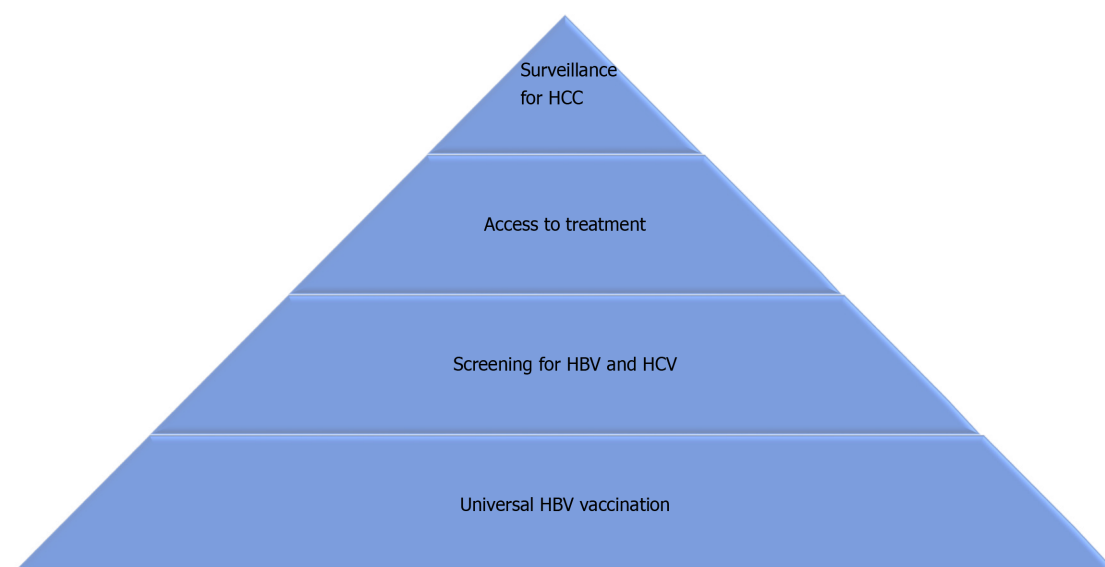 Surveillance
for HCC
Access to treatment
Screening for HBV and HCV
Universal HBV vaccination